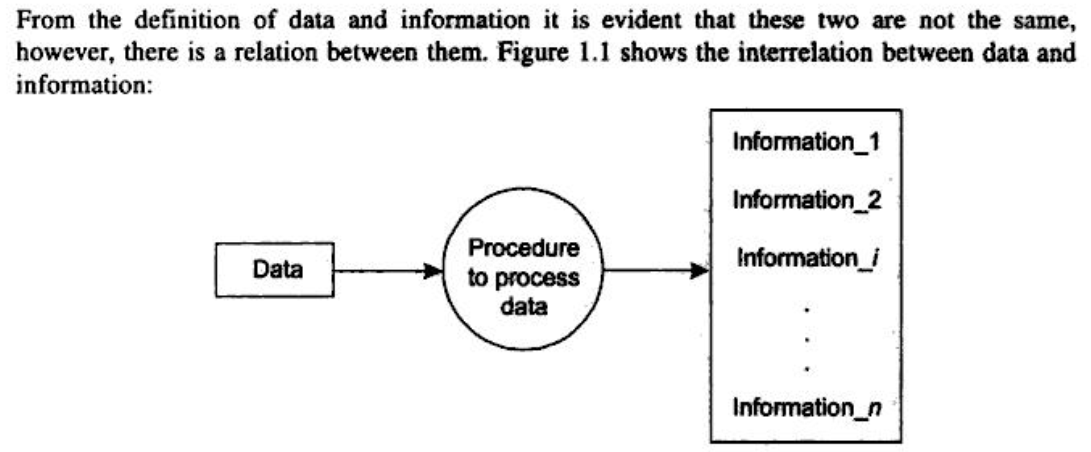 From the definition of data and information it is evident that these two are not the same,
however, there is a relation between them. Figure 1.1 shows the interrelation between data and
information:
Information_1
Information_2
Information_i
.
.
.
Information_n
Data
Procedure
to process
data